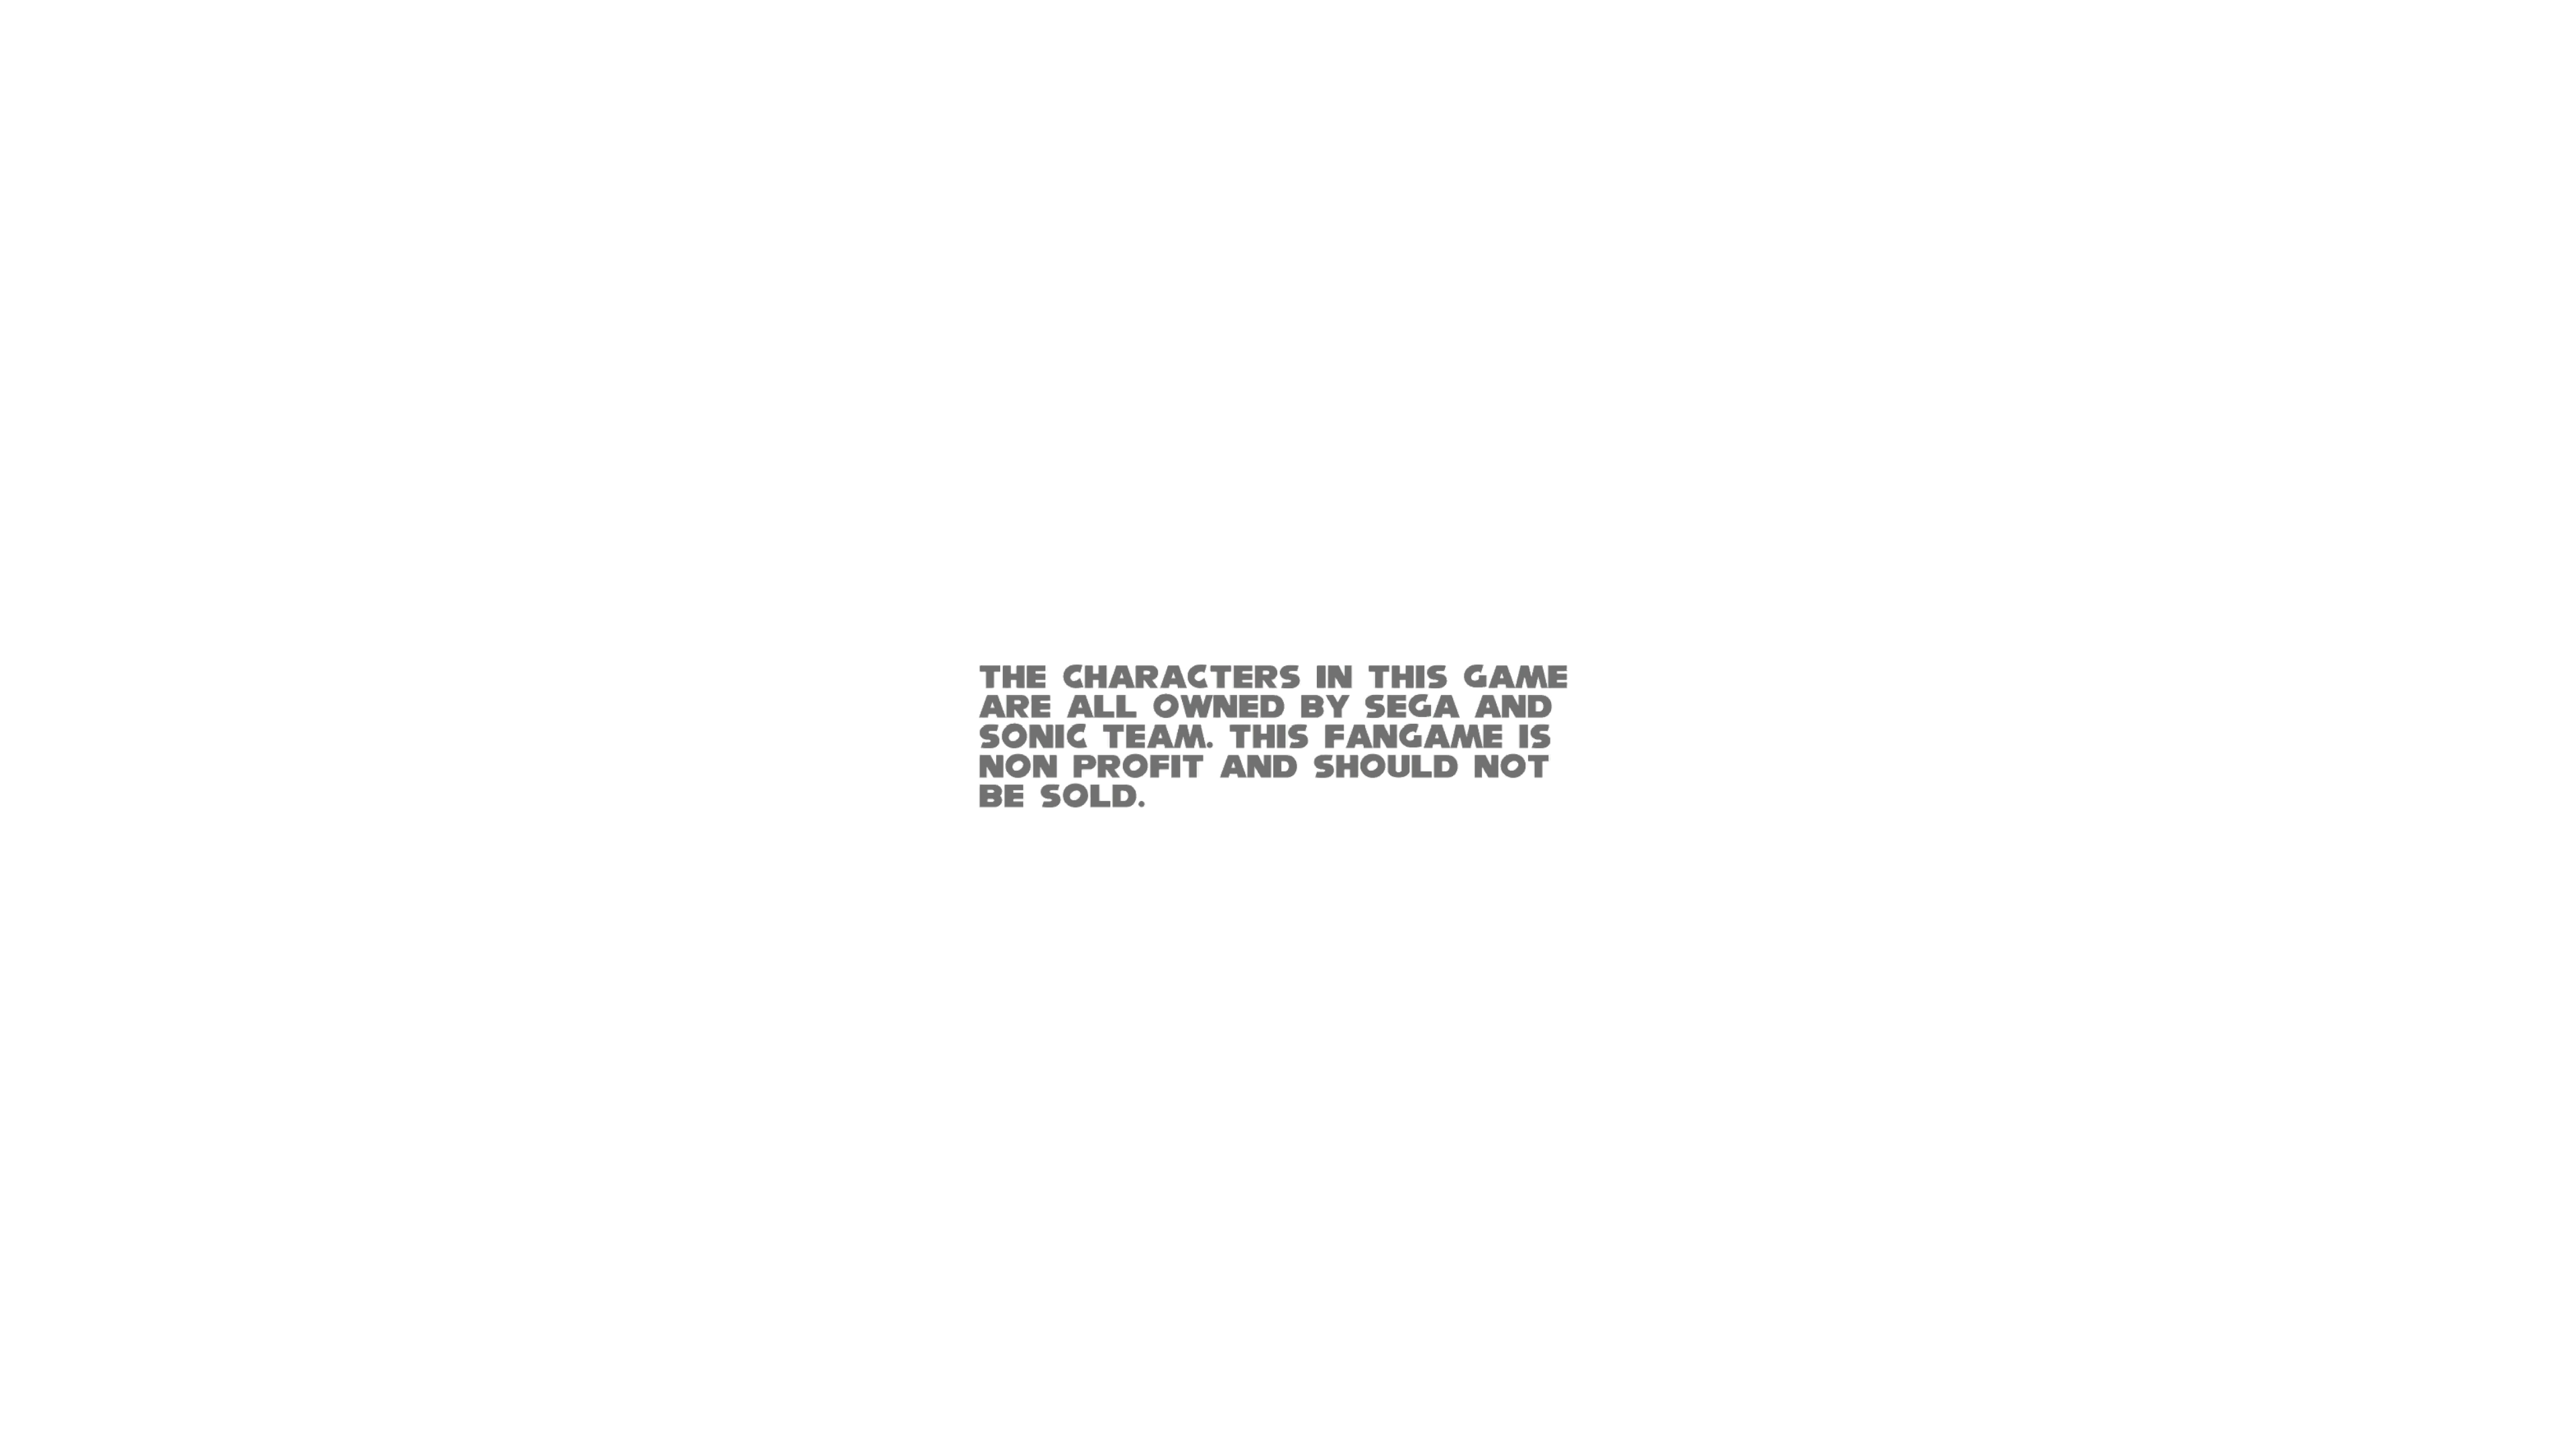 THE CHARACTERS IN THIS GAME
ARE ALL OWNED BY SEGA AND
SONIC TEAM. THIS FANGAME IS
NON PROFIT AND SHOULD NOT
BE SOLD.